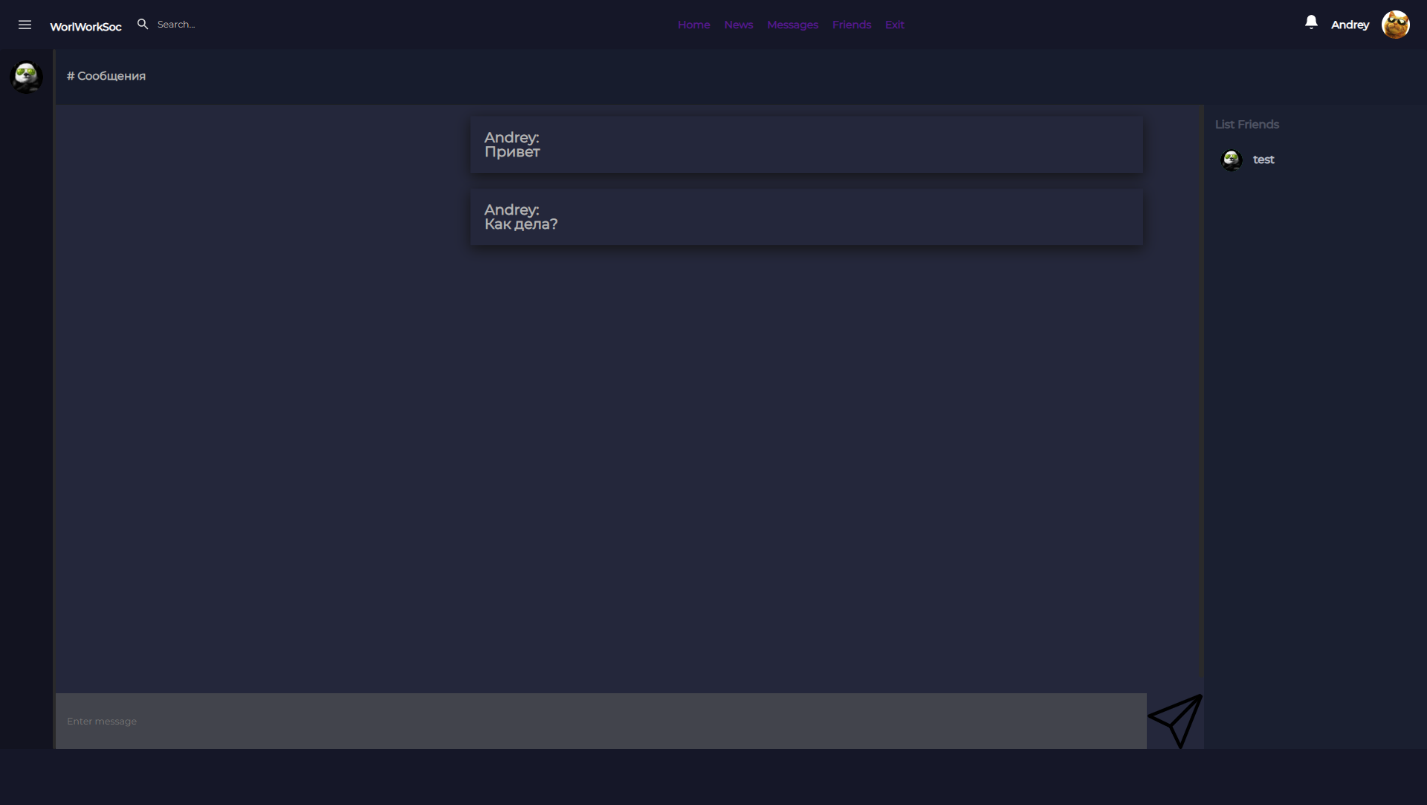 WorlWorkSoc
Search...
Home News Messages Friends Exit
Andrey
# Сообщения
Andrey:
Привет
Andrey:
Как дела?
List Friends
test
Enter message